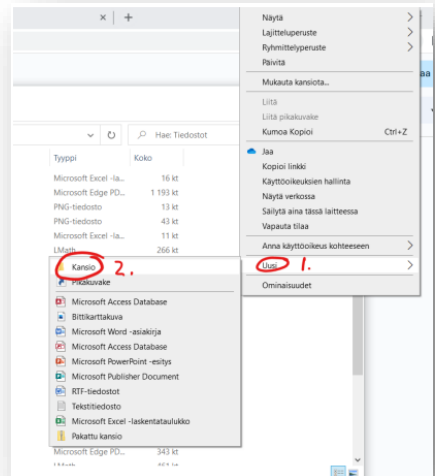 Näytä
Lajitteluperuste
Ryhmittelyperuste
Päivitä
Mukauta kansiota...
Liitä
Liitä pikakuvake
Kumoa Kopioi Ctrl+Z
Jaa
Kopioi linkki
Käyttöoikeuksien hallinta
Näytä verkossa
Säilytä aina tässä laitteessa
Vapauta tilaa
Anna käyttöoikeus kohteeseen
Uusi 1.
Ominaisuudet
aa
Hae: Tiedostot
Tyyppi Koko
Microsoft Excel -la... 16 kt
Microsoft Edge PD... 1 193 kt
PNG-tiedosto 13 kt
PNG-tiedosto 43 kt
Microsoft Excel -la... 11 kt
LMath 266 kt
Kansio 2.
Pikakuvake
Microsoft Access Database
Bittikarttakuva
Microsoft Word -asiakirja
Microsoft Access Database
Microsoft PowerPoint -esitys
Microsoft Publisher Document
RTF-tiedostot
Tekstitiedosto
Microsoft Excel -laskentataulukko
Pakattu kansio
Microsoft Edge PD... 343 kt